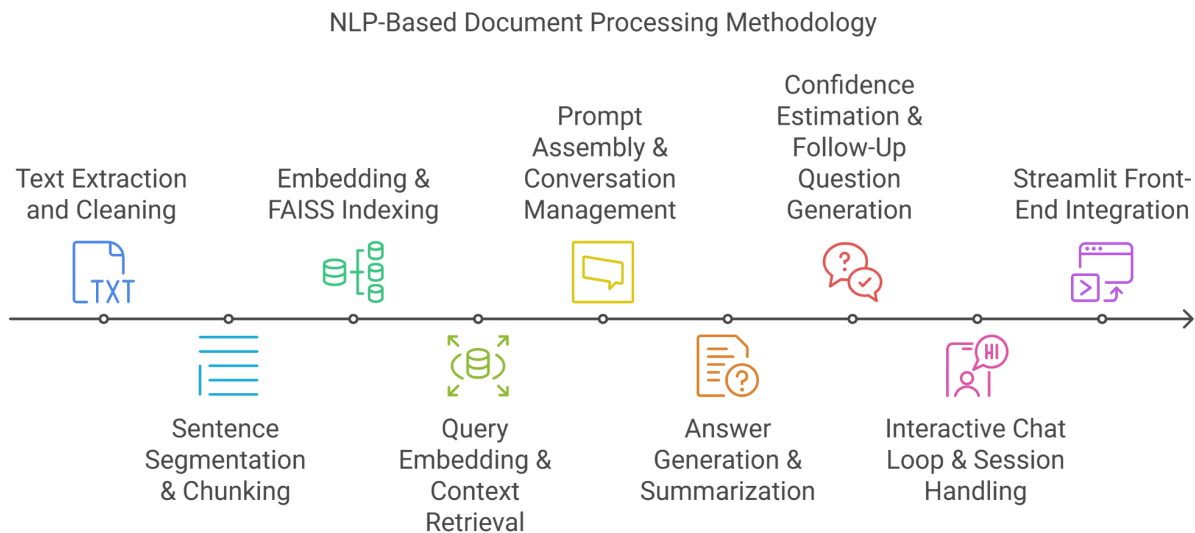 NLP-Based Document Processing Methodology
Text Extraction
and Cleaning
TXT
Sentence
Segmentation
& Chunking
Embedding &
FAISS Indexing
Query
Embedding &
Context
Retrieval
Prompt
Assembly &
Conversation
Management
?
Answer
Generation &
Summarization
Confidence
Estimation &
Follow-Up
Question
Generation
?
HI
Interactive Chat
Loop & Session
Handling
Streamlit Front-
End Integration